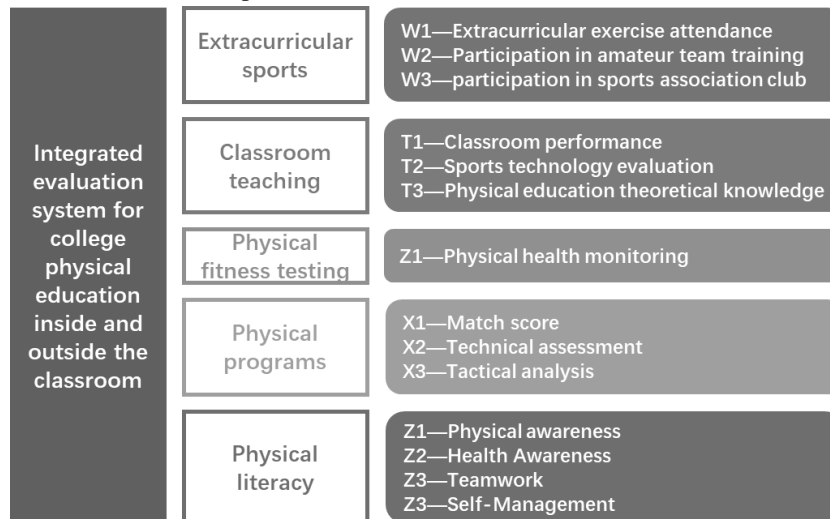 Integrated
evaluation
system for
college
physical
education
inside and
outside the
classroom
Extracurricular
sports
W1—Extracurricular exercise attendance
W2—Participation in amateur team training
W3—participation in sports association club
Classroom
teaching
T1—Classroom performance
T2—Sports technology evaluation
T3—Physical education theoretical knowledge
Physical
fitness testing
Z1—Physical health monitoring
Physical
programs
X1—Match score
X2—Technical assessment
X3—Tactical analysis
Physical
literacy
Z1—Physical awareness
Z2—Health Awareness
Z3—Teamwork
Z3—Self-Management